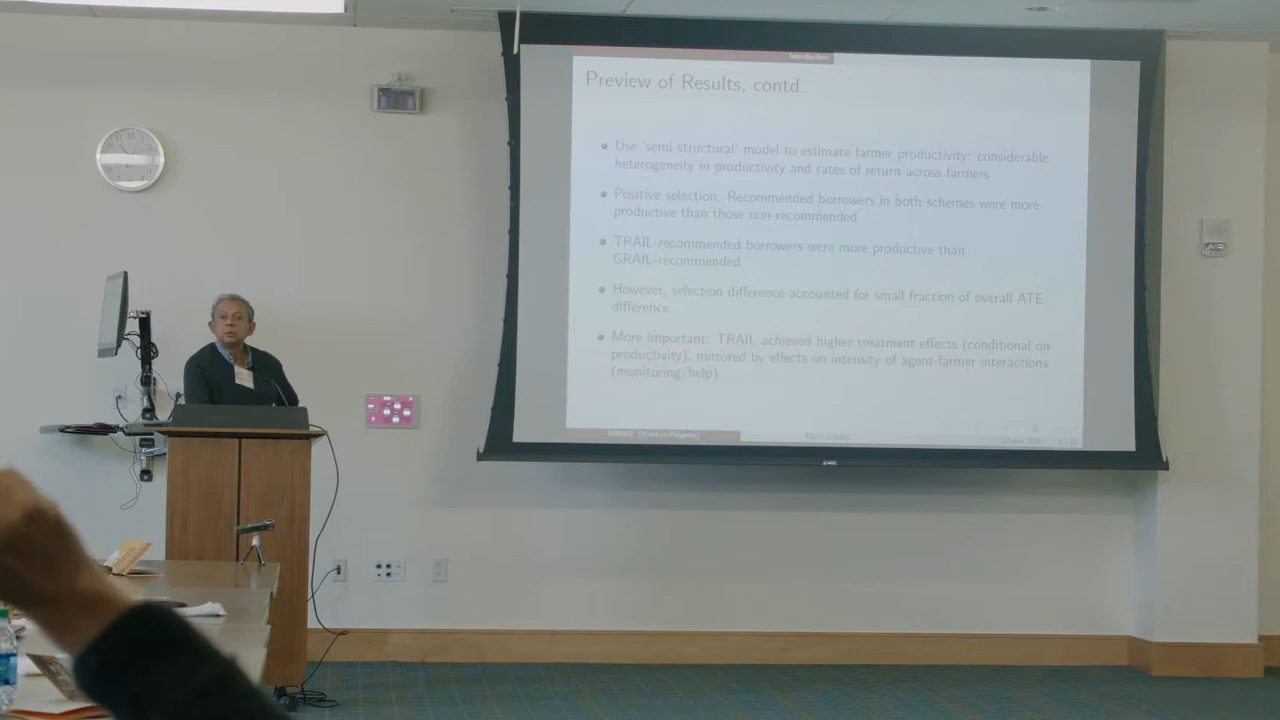 Introduction
Preview of Results, contd.
Use 'semi-structural' model to estimate farmer productivity: considerable
heterogeneity in productivity and rates of return across farmers
Positive selection: Recommended borrowers in both schemes were more
productive than those non-recommended
TRAIL-recommended borrowers were more productive than
GRAIL-recommended
However, selection difference accounted for small fraction of overall ATE
difference
More important: TRAIL achieved higher treatment effects (conditional on
productivity), mirrored by effects on intensity of agent-farmer interactions
(monitoring/help)
(Work in Progress)